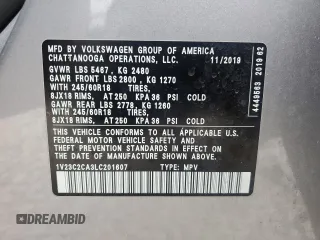 MFD BY VOLKSWAGEN GROUP OF AMERICA
CHATTANOOGA OPERATIONS, LLC. 11/2019
GVWR LBS 5467, KG 2480
GAWR FRONT LBS 2800, KG 1270
WITH 245/60R18 TIRES,
8JX18 RIMS, AT 250 KPA 36 PSI COLD
GAWR REAR LBS 2778, KG 1260
WITH 245/60R18 TIRES,
8JX18 RIMS, AT 250 KPA 36 PSI COLD
THIS VEHICLE CONFORMS TO ALL APPLICABLE U.S.
FEDERAL MOTOR VEHICLE SAFETY STANDARDS IN
EFFECT ON THE DATE OF MANUFACTURE SHOWN ABOVE
1V23C2CA3LC201607 TYPE: MPV
4449563 2019 62
DREAMBID